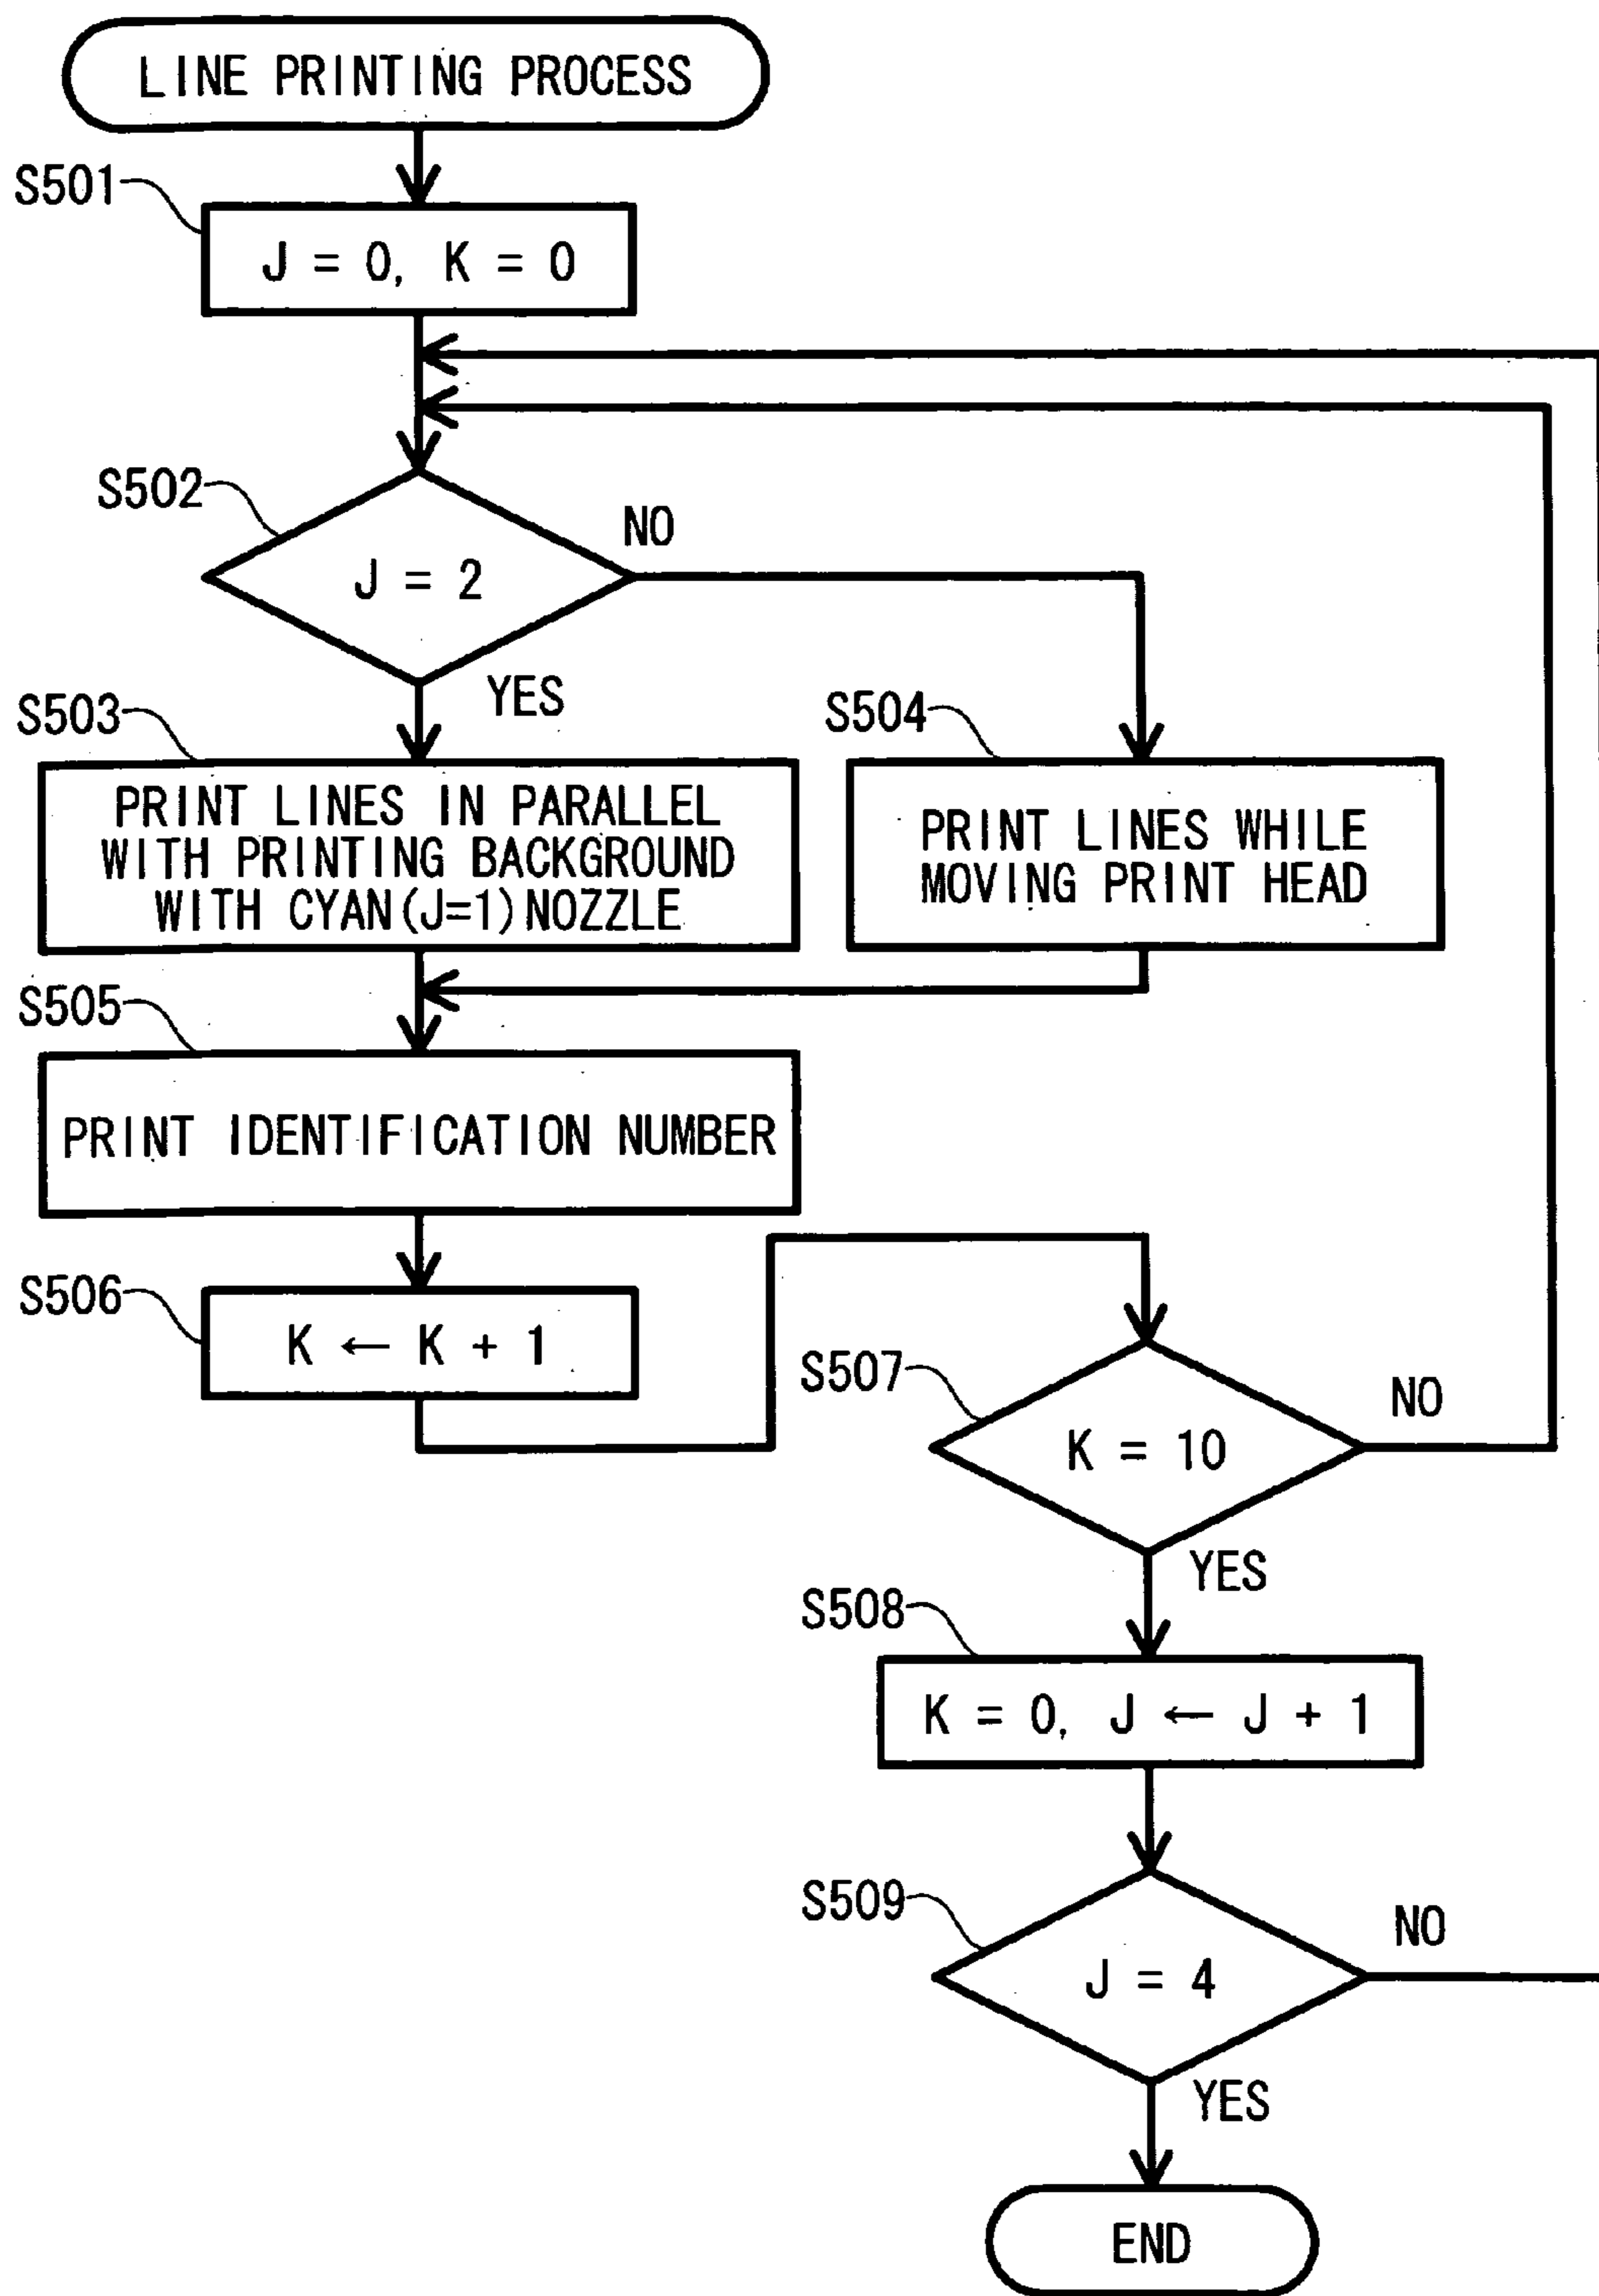 LINE PRINTING PROCESS
S501
J = 0, K = 0
S502
NO
J = 2
YES
S503
PRINT LINES IN PARALLEL
WITH PRINTING BACKGROUND
WITH CYAN(J=1)NOZZLE
S504
PRINT LINES WHILE
MOVING PRINT HEAD
S505
PRINT IDENTIFICATION NUMBER
S506
K ← K + 1
S507
NO
K = 10
YES
S508
K = 0, J ← J + 1
S509
NO
J = 4
YES
END